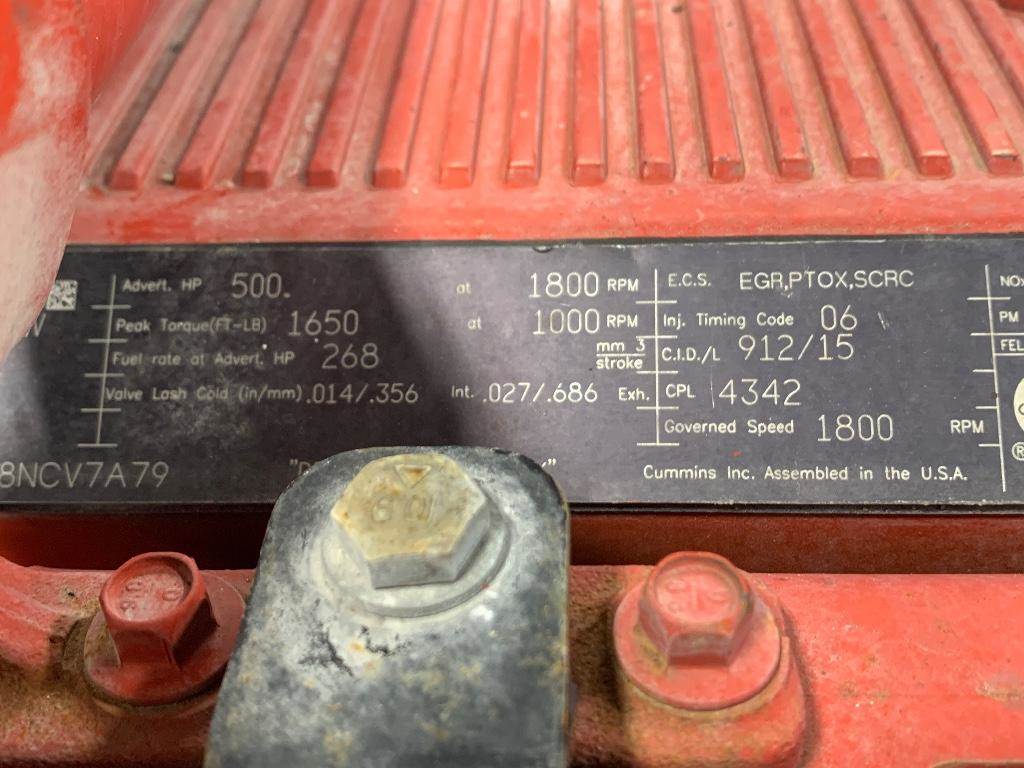 Advert. HP 500. at 1800 RPM
Peak Torque(FT-LB) 1650 at 1000 RPM
Fuel rate at Advert. HP 268 mm 3 stroke
Valve Lash Cold (in/mm) .014/.356 Int. .027/.686 Exh.
8NCV7A79
E.C.S. EGR,PTOX,SCRC
Inj. Timing Code 06
C.I.D./L 912/15
CPL 4342
Governed Speed 1800 RPM
Cummins Inc. Assembled in the U.S.A.
PM
FEL
10.9